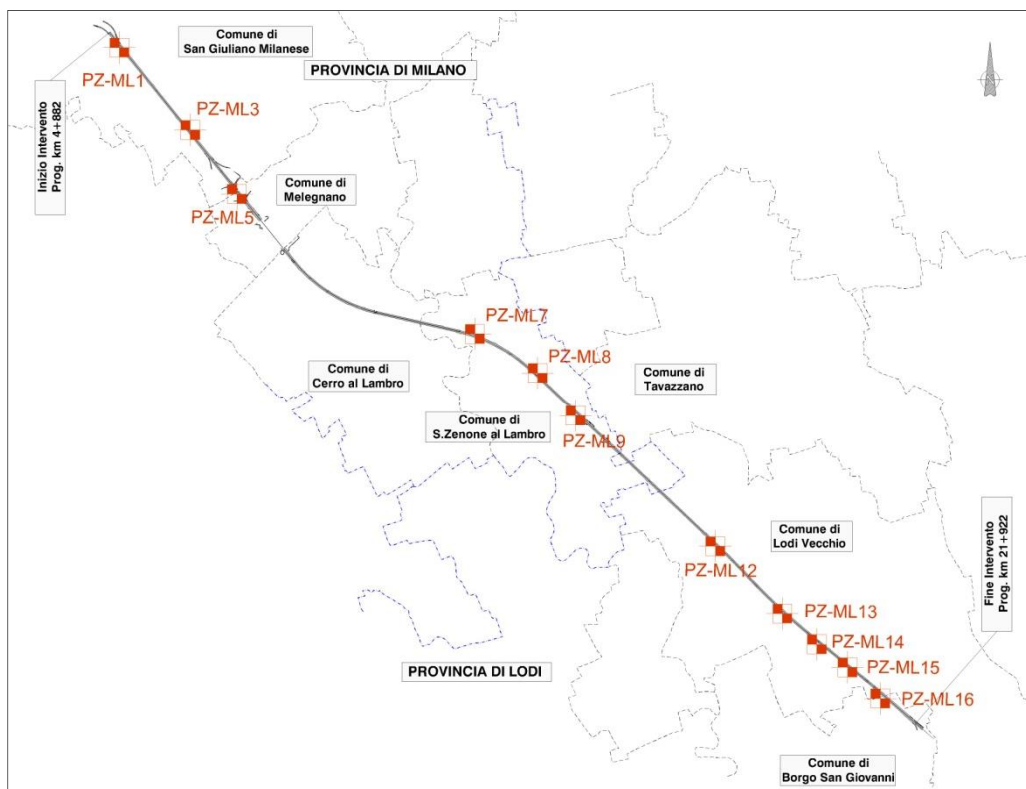 Comune di
San Giuliano Milanese
PROVINCIA DI MILANO
PZ-ML1
Inizio Intervento
Prog. km 4+882
PZ-ML3
Comune di
Melegnano
PZ-ML5
PZ-ML7
PZ-ML8
Comune di
Cerro al Lambro
Comune di
Tavazzano
Comune di
S.Zenone al Lambro
PZ-ML9
Comune di
Lodi Vecchio
Fine Intervento
Prog. km 21+922
PZ-ML12
PZ-ML13
PZ-ML14
PZ-ML15
PROVINCIA DI LODI
PZ-ML16
Comune di
Borgo San Giovanni